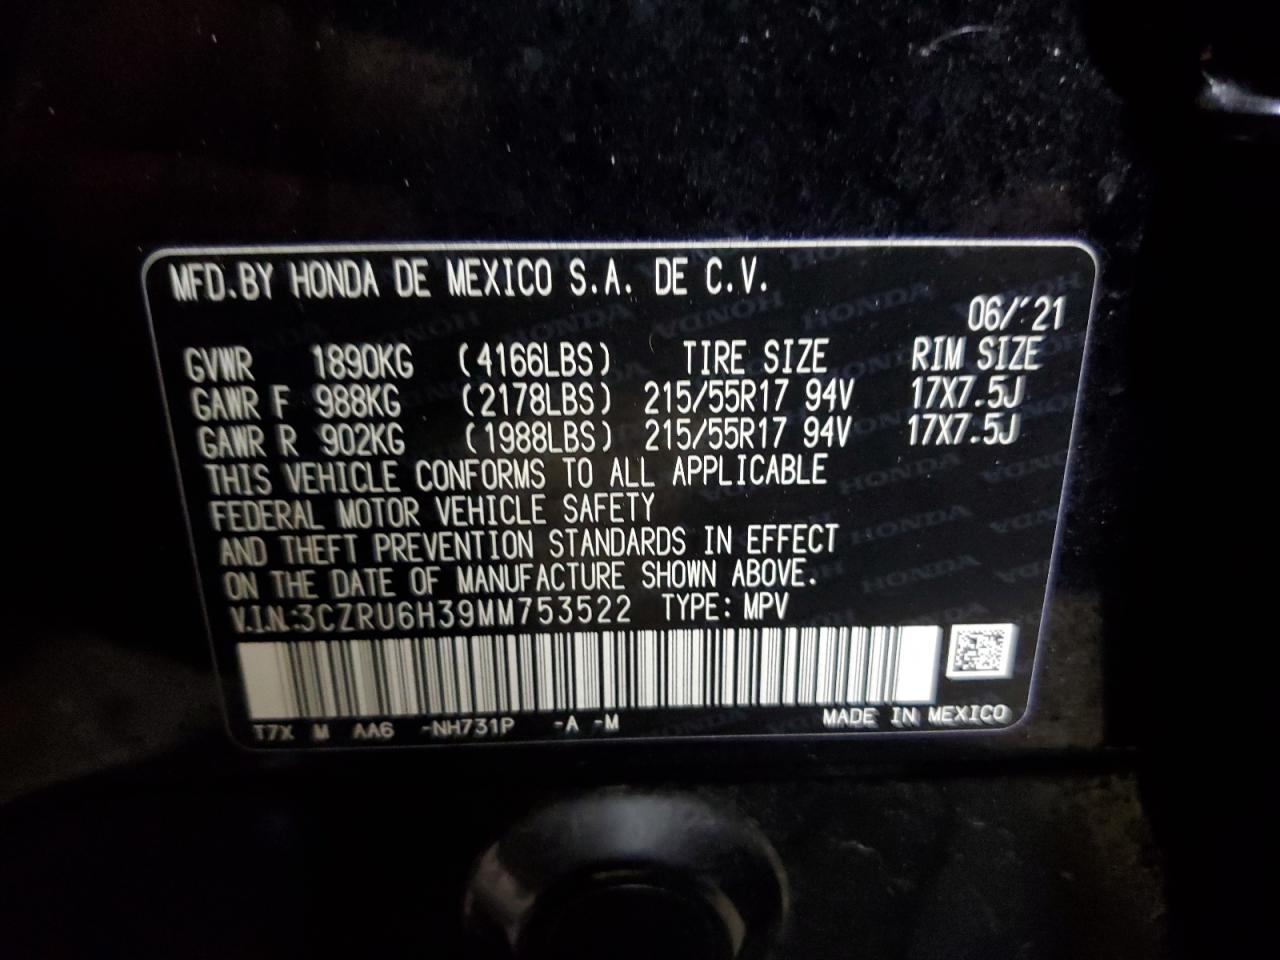 MFD.BY HONDA DE MEXICO S.A. DE C.V.
06/'21
GVWR 1890KG (4166LBS) TIRE SIZE RIM SIZE
GAWR F 988KG (2178LBS) 215/55R17 94V 17X7.5J
GAWR R 902KG (1988LBS) 215/55R17 94V 17X7.5J
THIS VEHICLE CONFORMS TO ALL APPLICABLE
FEDERAL MOTOR VEHICLE SAFETY
AND THEFT PREVENTION STANDARDS IN EFFECT
ON THE DATE OF MANUFACTURE SHOWN ABOVE.
V.I.N.:3CZRU6H39MM753522 TYPE: MPV
T7X M AA6 -NH731P -A -M MADE IN MEXICO